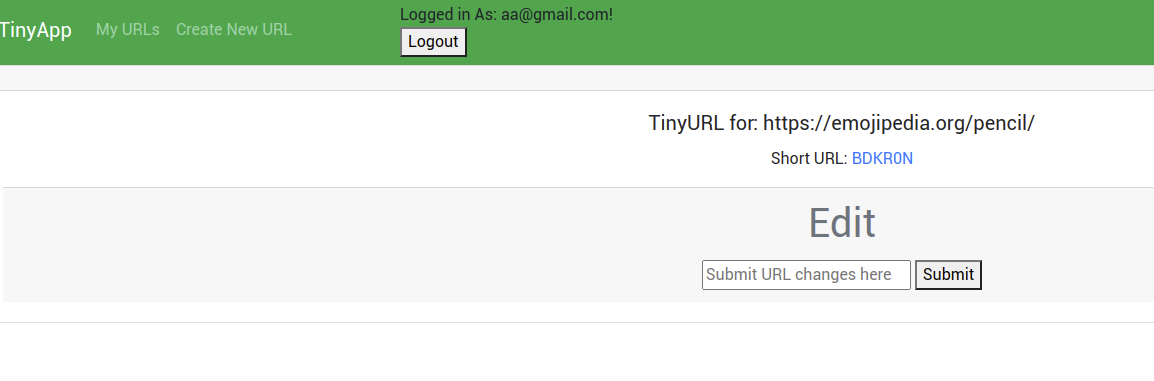 Logged in As: aa@gmail.com!
TinyApp My URLs Create New URL
Logout
TinyURL for: https://emojipedia.org/pencil/
Short URL: BDKR0N
Edit
Submit URL changes here Submit